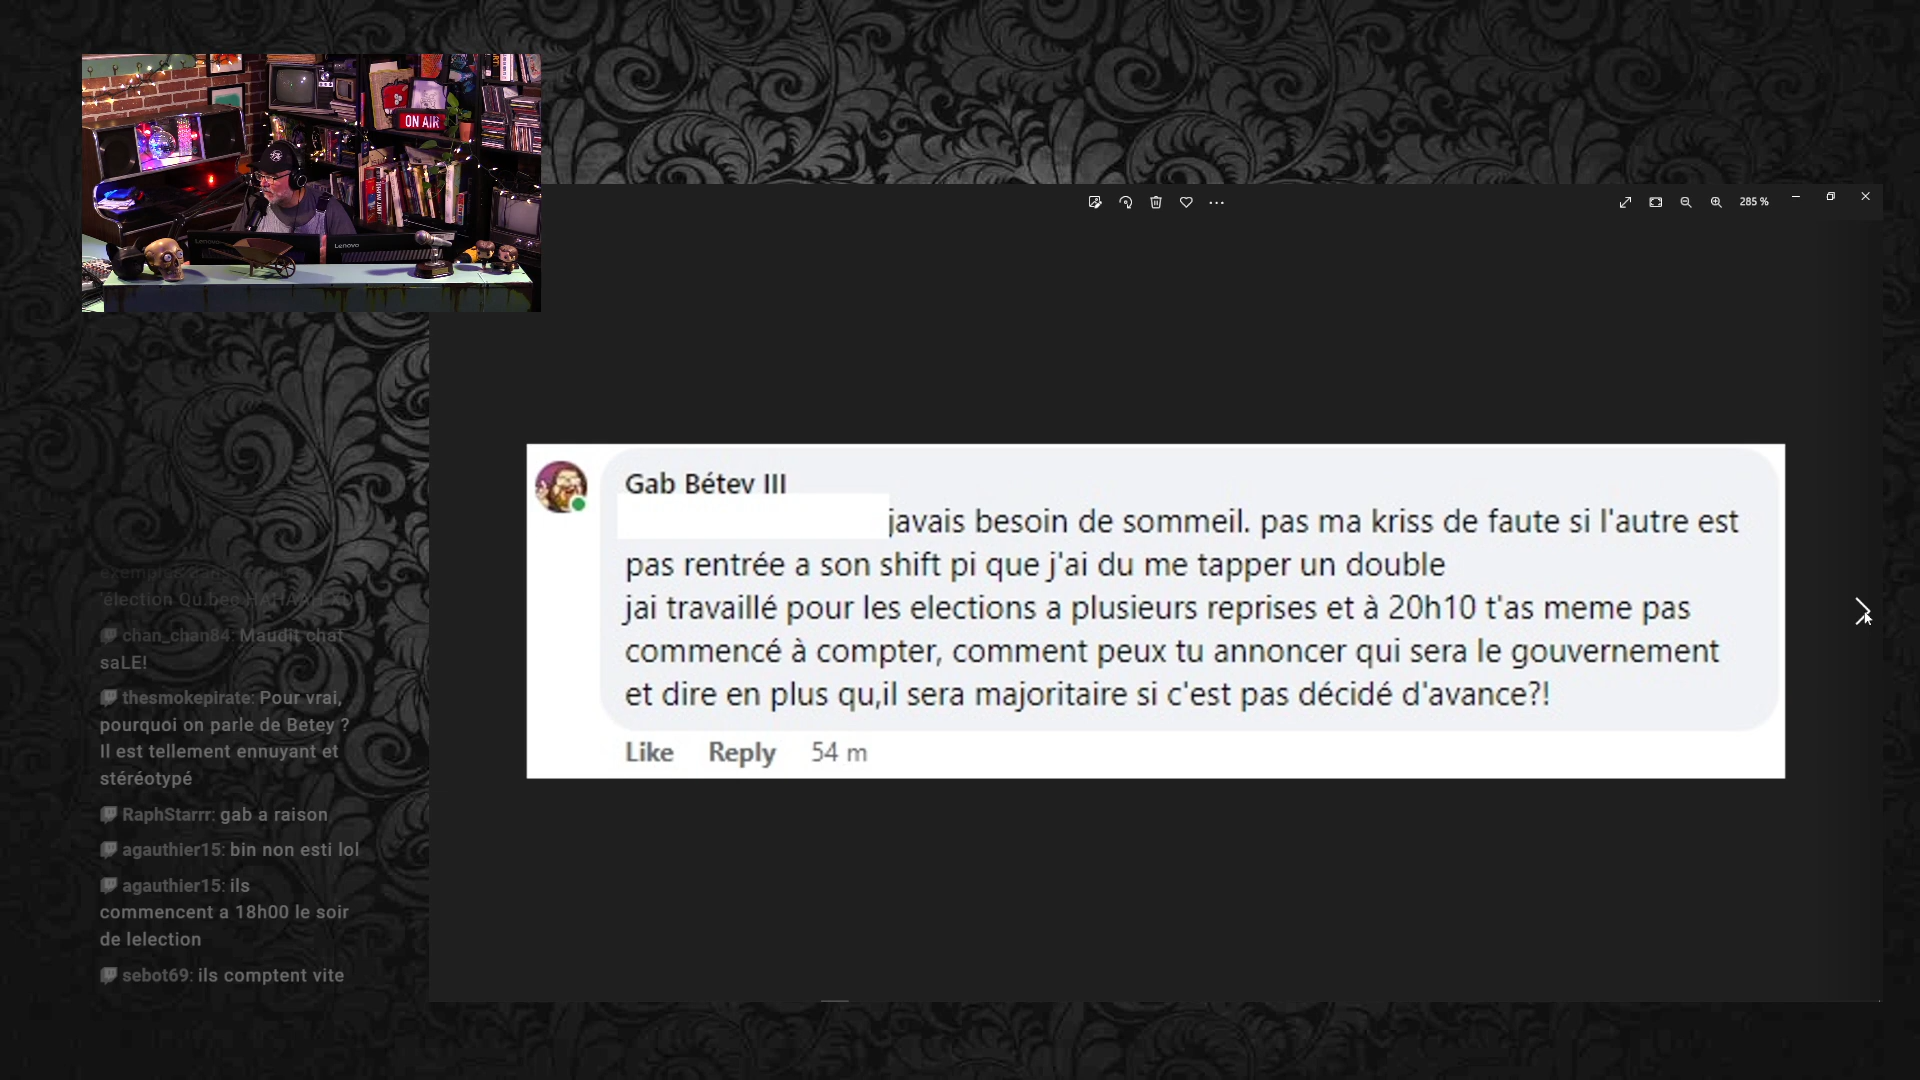 ON AIR
Lenovo
Lenovo
285 %
Gab Bétev III
javais besoin de sommeil. pas ma kriss de faute si l'autre est
pas rentrée a son shift pi que j'ai du me tapper un double
jai travaillé pour les elections a plusieurs reprises et à 20h10 t'as meme pas
commencé à compter, comment peux tu annoncer qui sera le gouvernement
et dire en plus qu,il sera majoritaire si c'est pas décidé d'avance?!
Like Reply 54 m
'élection
chan_chan84: Maudit chat
saLE!
thesmokepirate: Pour vrai,
pourquoi on parle de Betey ?
Il est tellement ennuyant et
stéréotypé
RaphStarrr: gab a raison
agauthier15: bin non esti lol
agauthier15: ils
commencent a 18h00 le soir
de lelection
sebot69: ils comptent vite